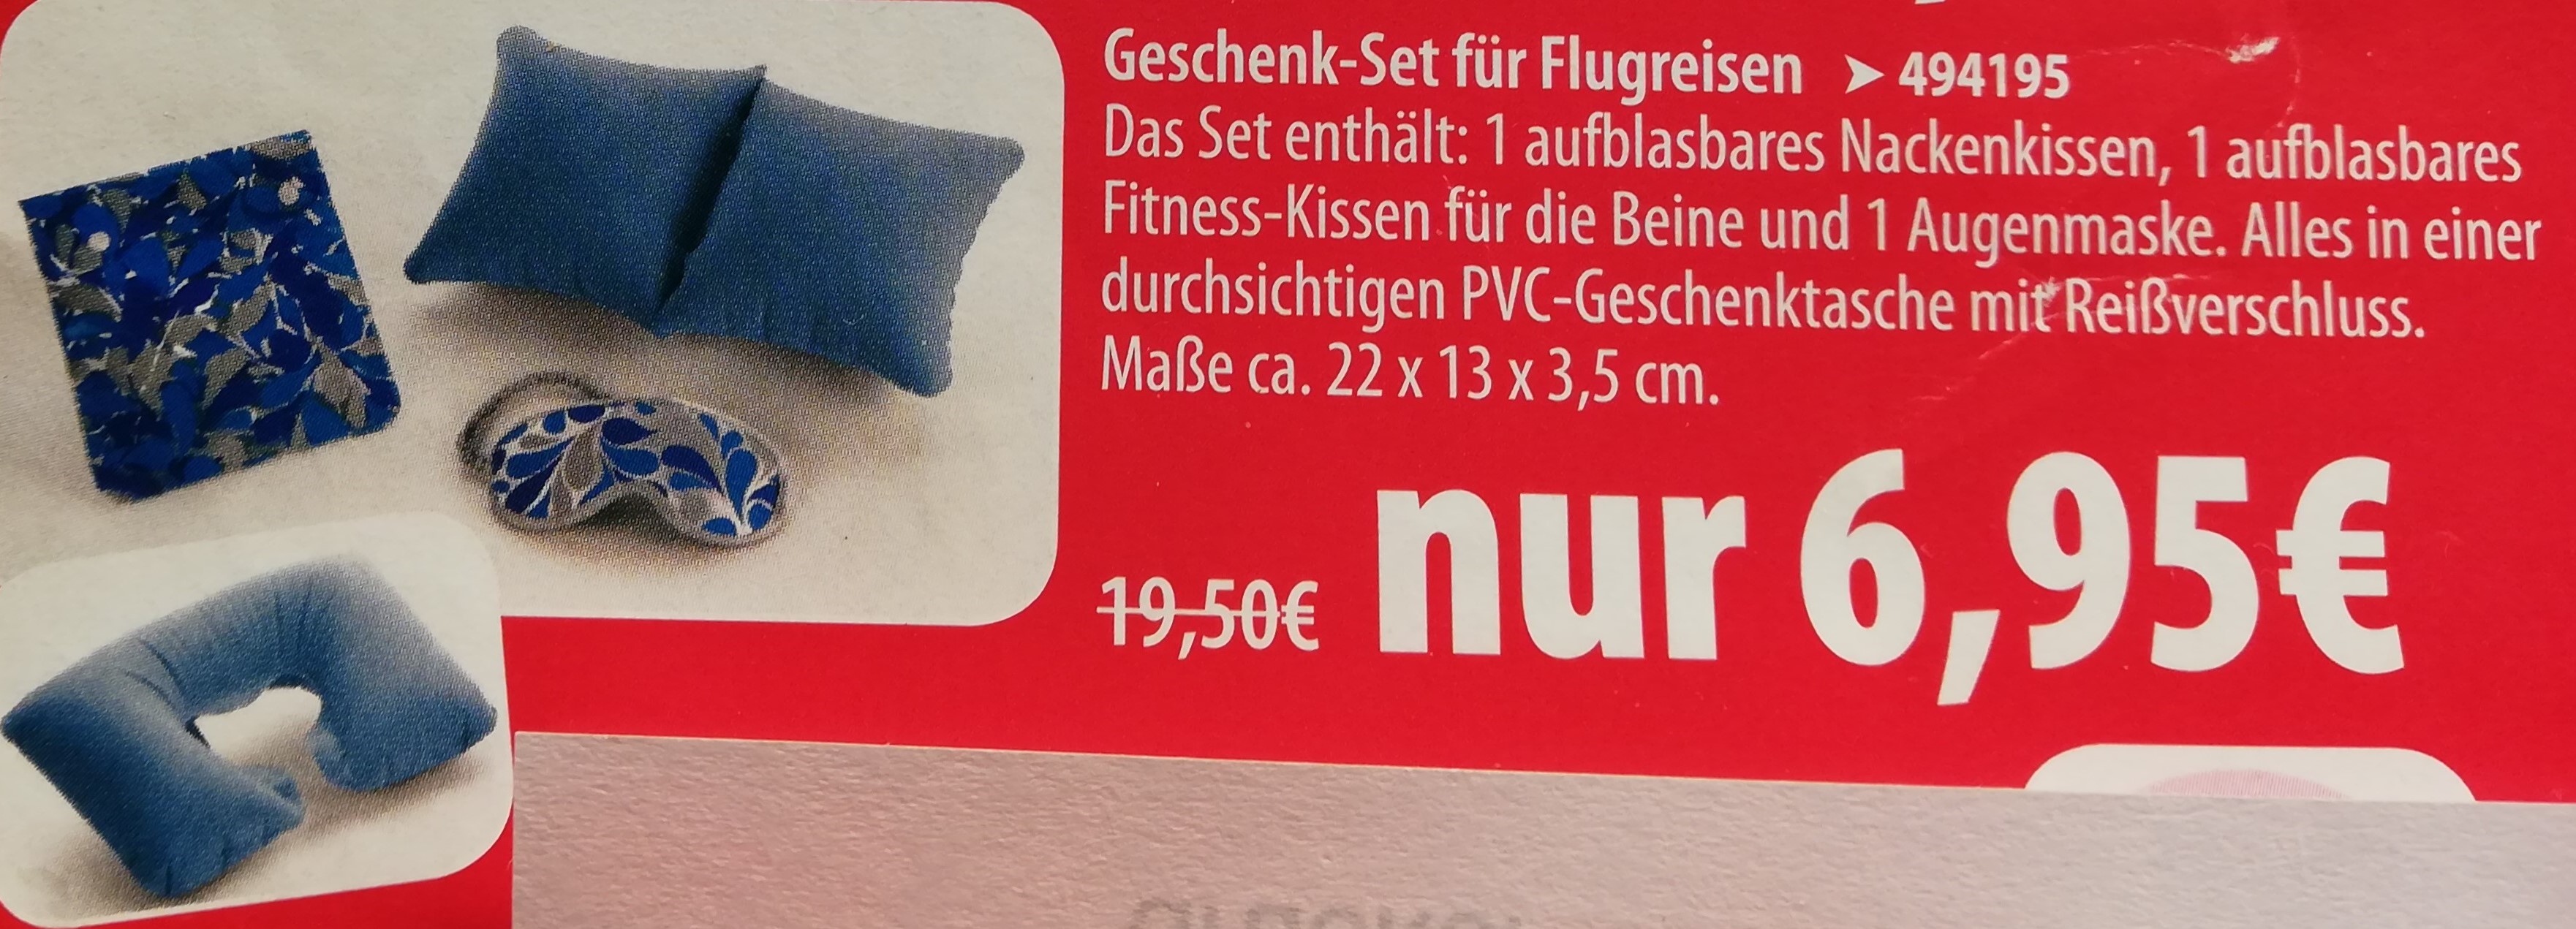 Geschenk-Set für Flugreisen ➤ 494195
Das Set enthält: 1 aufblasbares Nackenkissen, 1 aufblasbares
Fitness-Kissen für die Beine und 1 Augenmaske. Alles in einer
durchsichtigen PVC-Geschenktasche mit Reißverschluss.
Maße ca. 22 x 13 x 3,5 cm.
19,50€ nur 6,95€